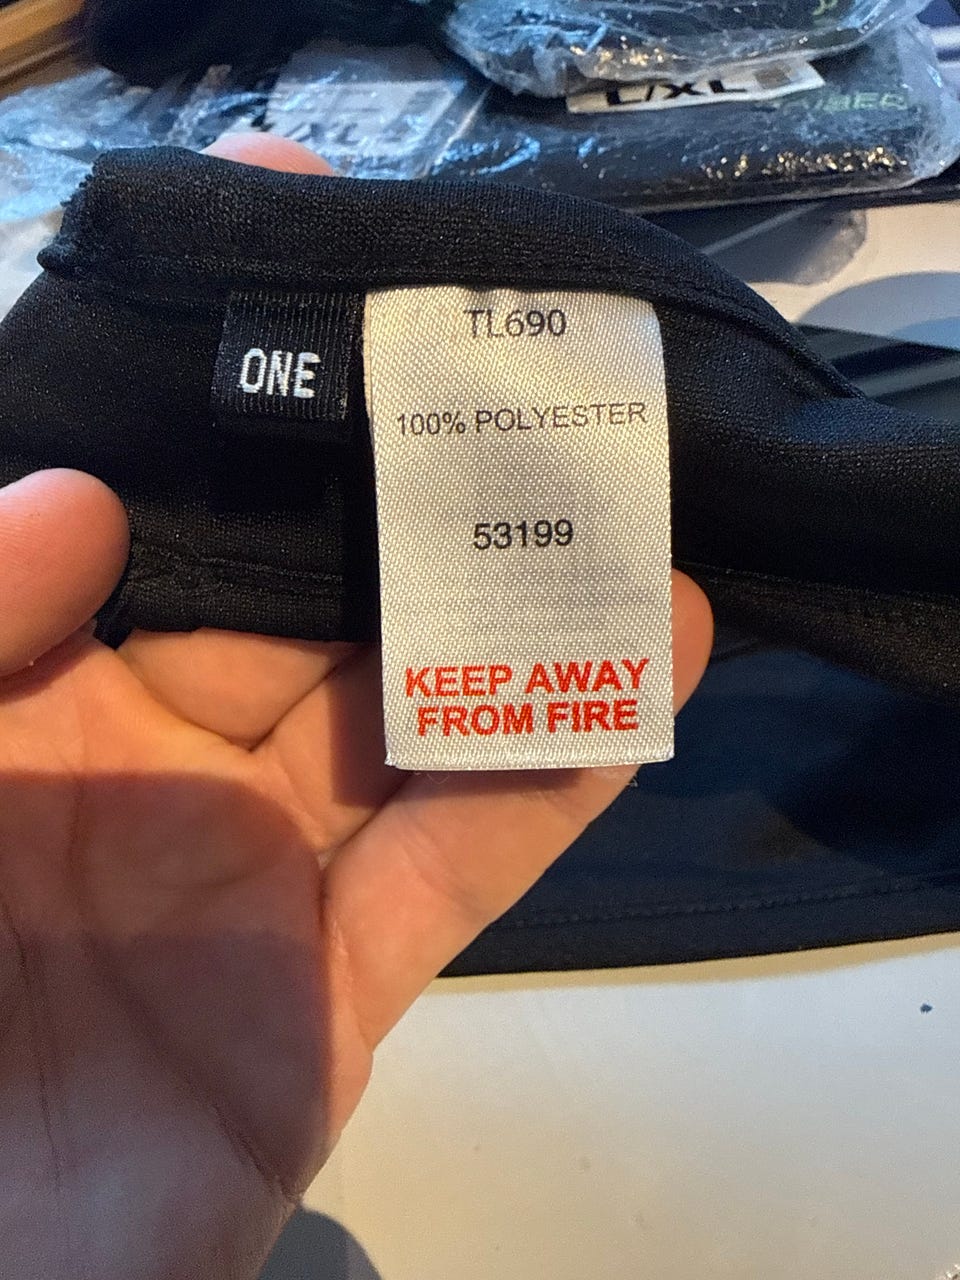 L/XL
ONE
TL690
100% POLYESTER
53199
KEEP AWAY
FROM FIRE